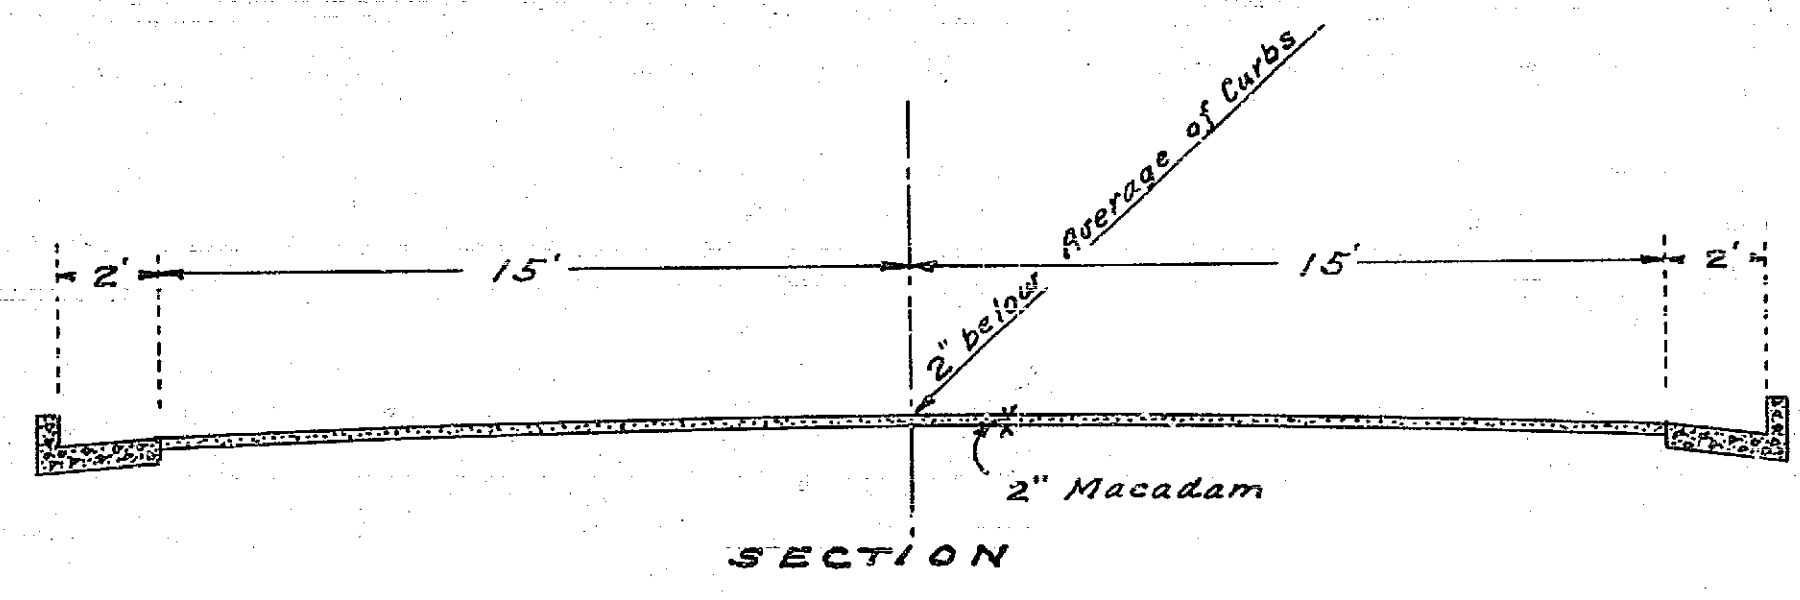 2" below Average of Curbs
2'
15'
15'
2'
2" Macadam
SECTION